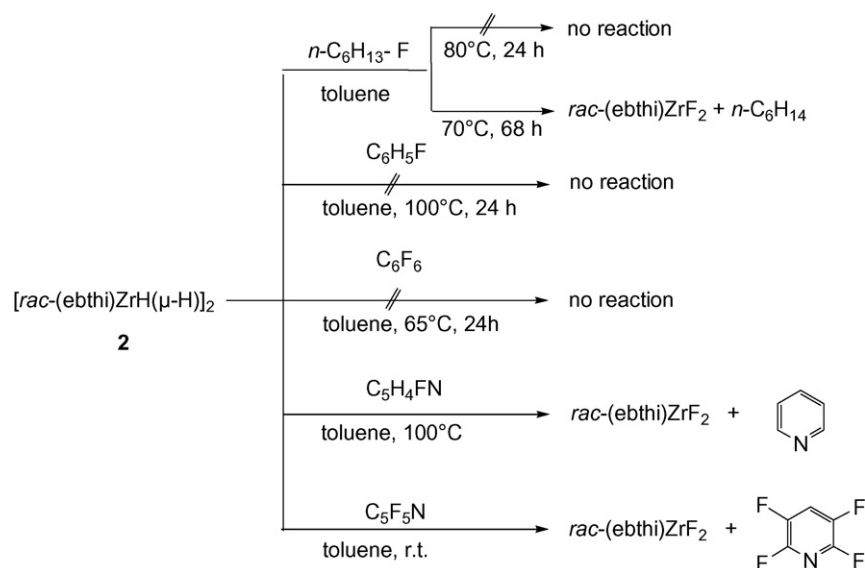 n-C6H13- F
toluene
80°C, 24 h
no reaction
70°C, 68 h
rac-(ebthi)ZrF2 + n-C6H14
C6H5F
toluene, 100°C, 24 h
no reaction
C6F6
toluene, 65°C, 24h
no reaction
[rac-(ebthi)ZrH(μ-H)]2
2
C5H4FN
toluene, 100°C
rac-(ebthi)ZrF2 +
N
C5F5N
toluene, r.t.
rac-(ebthi)ZrF2 +
F F
F N F